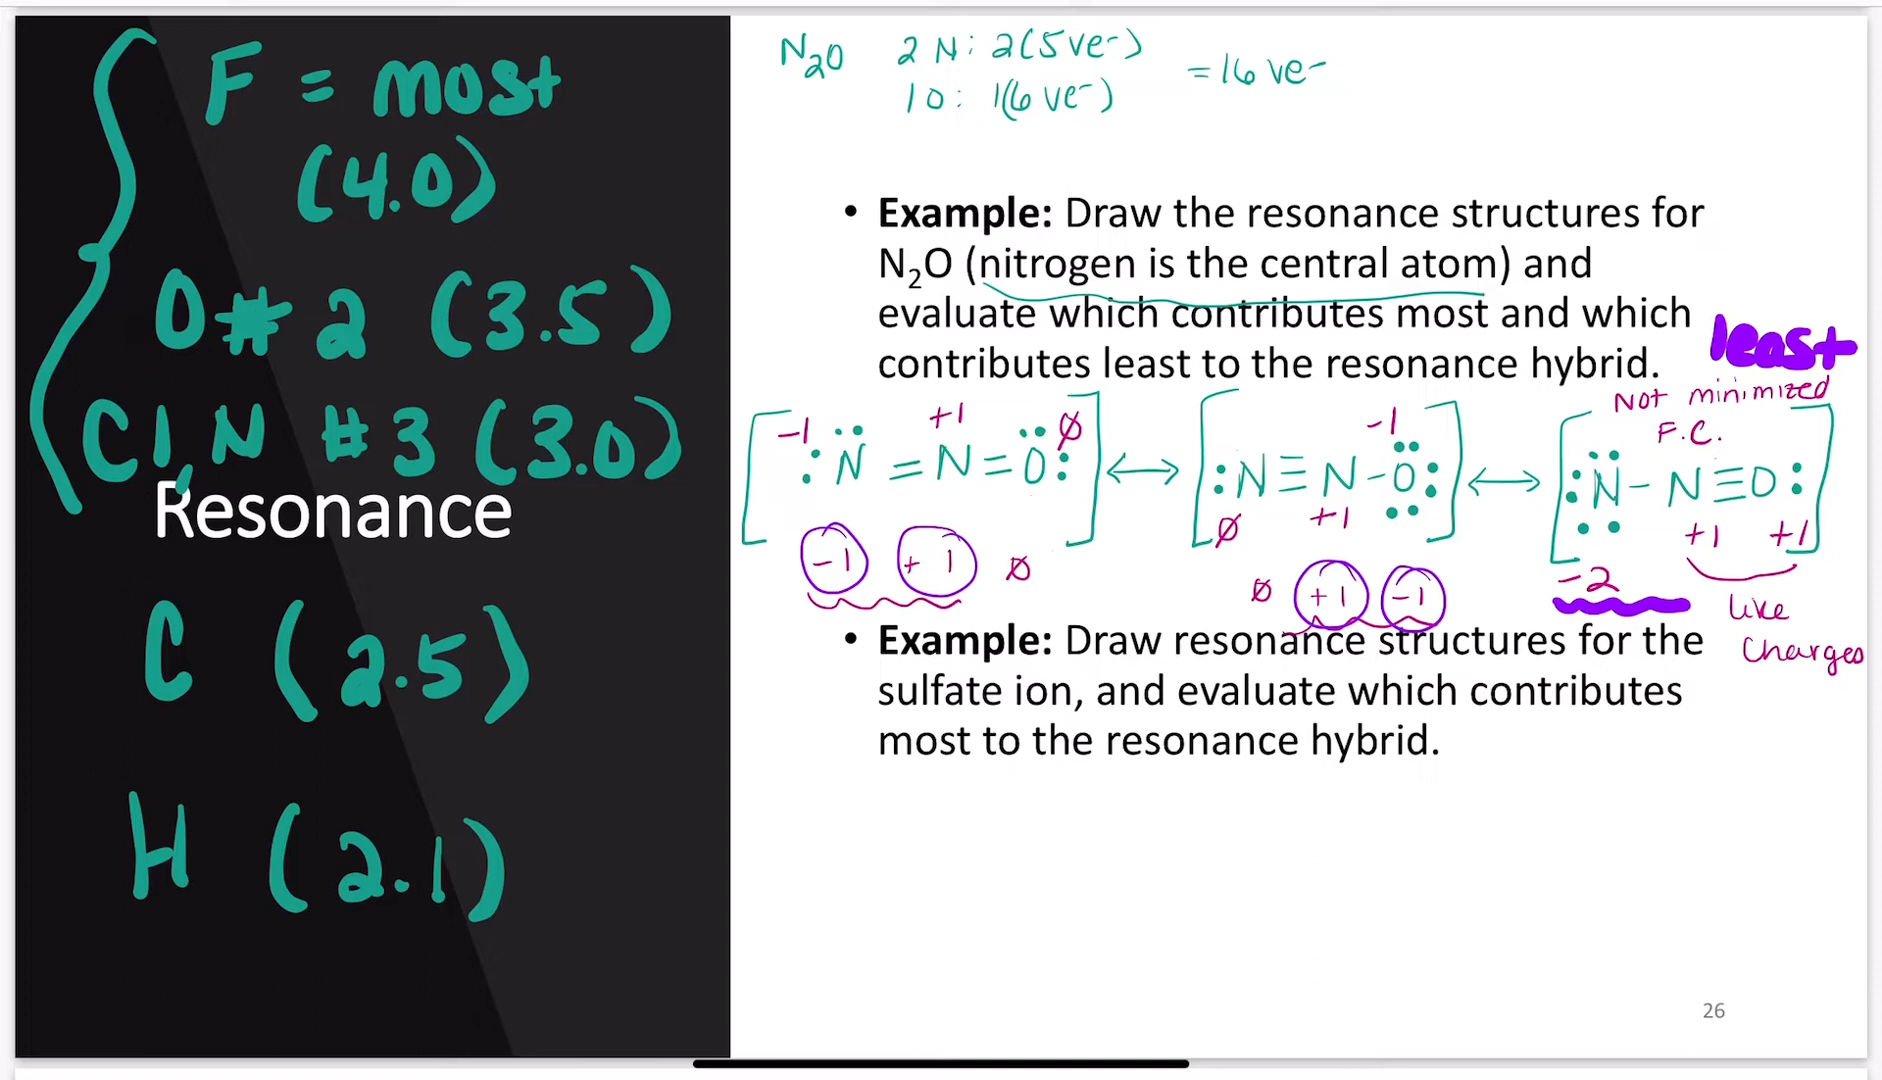 F = most
(4.0)
O # 2 (3.5)
Cl, N # 3 (3.0)
Resonance
C (2.5)
H (2.1)
N₂O 2 N: 2(5 ve⁻)
1 O: 1(6 ve⁻)
= 16 ve⁻
• Example: Draw the resonance structures for
N₂O (nitrogen is the central atom) and
evaluate which contributes most and which
contributes least to the resonance hybrid.
least
Not minimized
F.C.
-1 +1 ∅
[:N̈=N=Ö:] ↔ [:N≡N-Ö̤:] ↔ [:N̤̈-N≡O:]
-1
∅ +1
+1 +1
-1 +1 ∅
∅ +1 -1
-2
like
charges
• Example: Draw resonance structures for the
sulfate ion, and evaluate which contributes
most to the resonance hybrid.
26